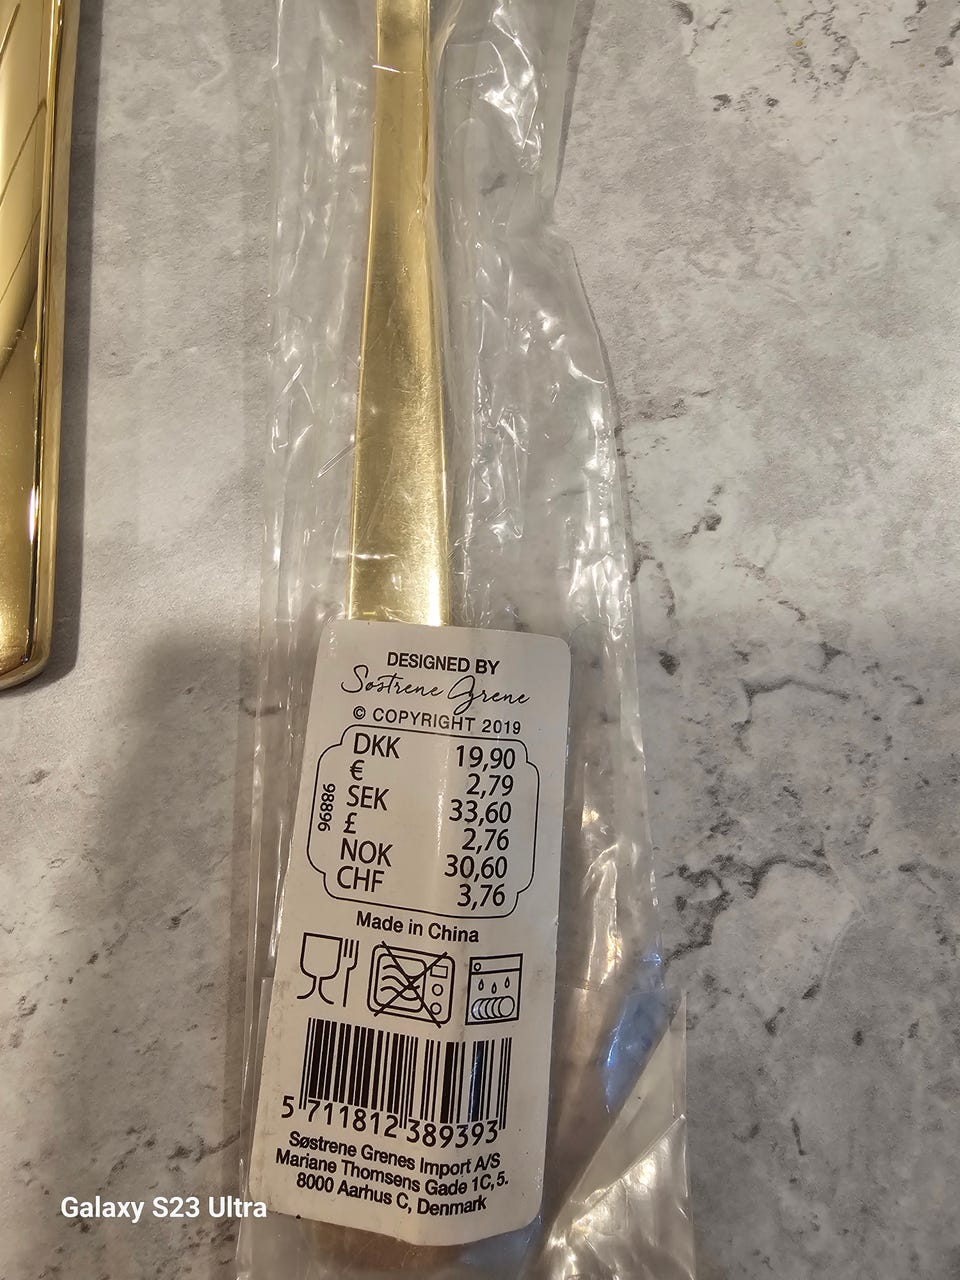 DESIGNED BY
Søstrene Grene
© COPYRIGHT 2019
DKK 19,90
€ 2,79
SEK 33,60
£ 2,76
NOK 30,60
CHF 3,76
98896
Made in China
5 711812 389393
Søstrene Grenes Import A/S
Mariane Thomsens Gade 1C, 5.
8000 Aarhus C, Denmark
Galaxy S23 Ultra